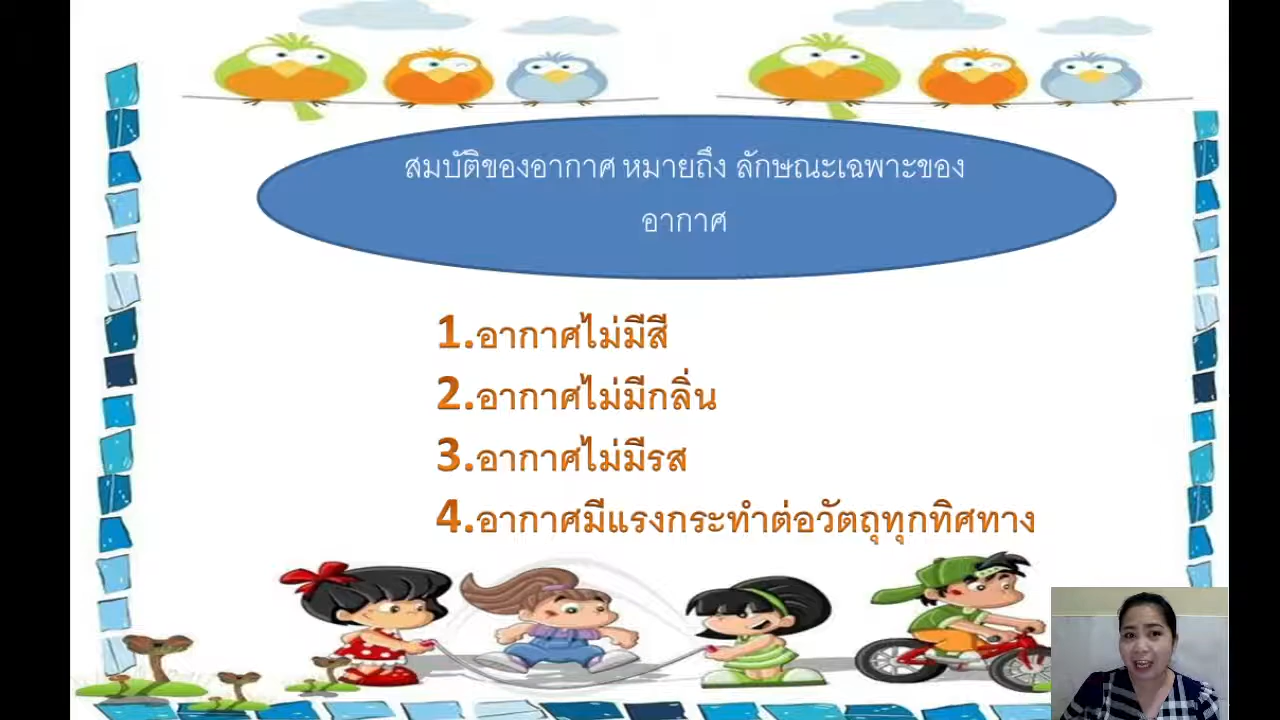 สมบัติของอากาศ หมายถึง ลักษณะเฉพาะของ
อากาศ
1.อากาศไม่มีสี
2.อากาศไม่มีกลิ่น
3.อากาศไม่มีรส
4.อากาศมีแรงกระทำต่อวัตถุทุกทิศทาง